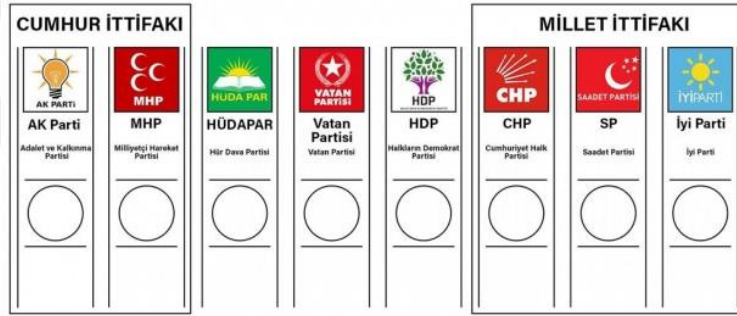 CUMHUR İTTİFAKI
MİLLET İTTİFAKI
AK PARTİ
MHP
HÜDA PAR
VATAN
PARTİSİ
HDP
CHP
SAADET PARTİSİ
İYİPARTİ
AK Parti
MHP
HÜDAPAR
Vatan
Partisi
HDP
CHP
SP
İyi Parti
Adalet ve Kalkınma
Partisi
Milliyetçi Hareket
Partisi
Hür Dava Partisi
Vatan Partisi
Halkların Demokrat
Partisi
Cumhuriyet Halk
Partisi
Saadet Partisi
İyi Parti